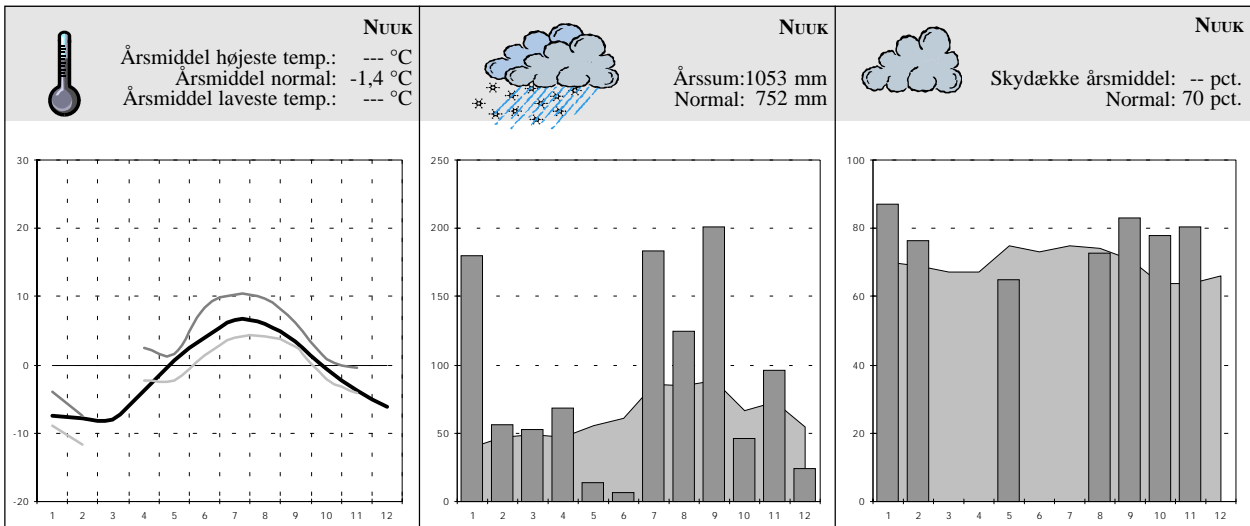 NUUK
Årsmiddel højeste temp.: --- °C
Årsmiddel normal: -1,4 °C
Årsmiddel laveste temp.: --- °C
30
20
10
0
-10
-20
1 2 3 4 5 6 7 8 9 10 11 12
NUUK
Årssum:1053 mm
Normal: 752 mm
250
200
150
100
50
0
1 2 3 4 5 6 7 8 9 10 11 12
NUUK
Skydække årsmiddel: -- pct.
Normal: 70 pct.
100
80
60
40
20
0
1 2 3 4 5 6 7 8 9 10 11 12